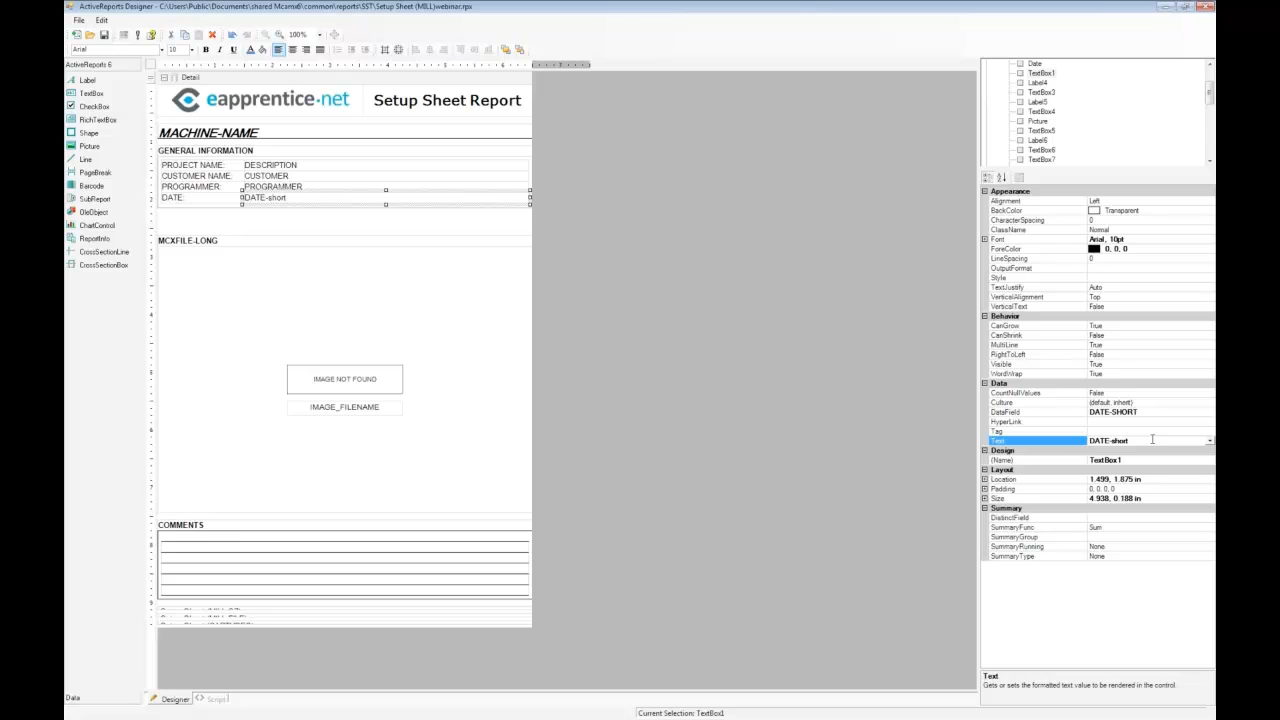 ActiveReports Designer - C:\Users\Public\Documents\shared Mcamx6\common\reports\SST\Setup Sheet (MILL)webinar.rpx
File Edit
100%
Arial 10 B I U A
ActiveReports 6
Label
TextBox
CheckBox
RichTextBox
Shape
Picture
Line
PageBreak
Barcode
SubReport
OleObject
ChartControl
ReportInfo
CrossSectionLine
CrossSectionBox
Data
Detail
eapprentice.net Setup Sheet Report
MACHINE-NAME
GENERAL INFORMATION
PROJECT NAME: DESCRIPTION
CUSTOMER NAME: CUSTOMER
PROGRAMMER: PROGRAMMER
DATE: DATE-short
MCXFILE-LONG
IMAGE NOT FOUND
IMAGE_FILENAME
COMMENTS
Designer Script
Date
TextBox1
Label4
TextBox3
Label5
TextBox4
Picture
TextBox5
Label6
TextBox6
TextBox7
Appearance
Alignment Left
BackColor Transparent
CharacterSpacing 0
ClassName Normal
Font Arial, 10pt
ForeColor 0, 0, 0
LineSpacing 0
OutputFormat
Style
TextJustify Auto
VerticalAlignment Top
VerticalText False
Behavior
CanGrow True
CanShrink False
MultiLine True
RightToLeft False
Visible True
WordWrap True
Data
CountNullValues False
Culture (default, inherit)
DataField DATE-SHORT
HyperLink
Tag
Text DATE-short
Design
(Name) TextBox1
Layout
Location 1.499, 1.875 in
Padding 0, 0, 0, 0
Size 4.938, 0.188 in
Summary
DistinctField
SummaryFunc Sum
SummaryGroup
SummaryRunning None
SummaryType None
Text
Gets or sets the formatted text value to be rendered in the control.
Current Selection: TextBox1